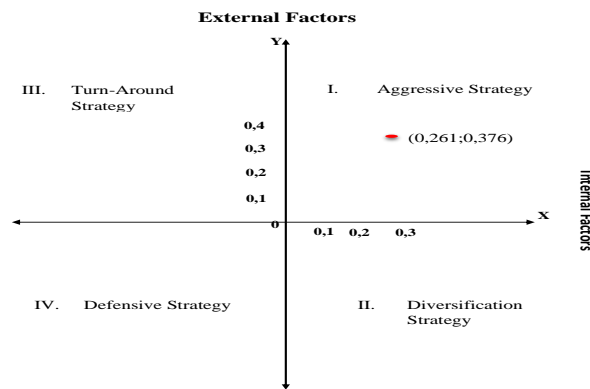 External Factors
Y
III. Turn-Around
Strategy
I. Aggressive Strategy
0,4
(0,261;0,376)
0,3
0,2
0,1
Internal Factors
X
0
0,1 0,2 0,3
IV. Defensive Strategy
II. Diversification
Strategy